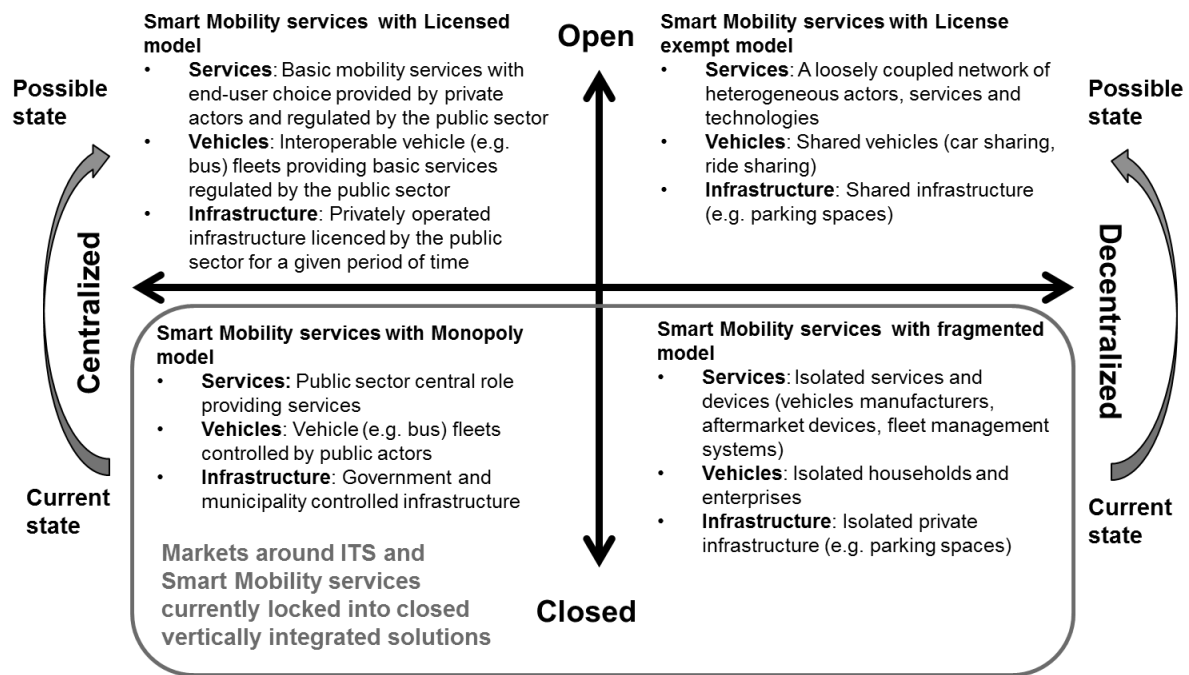 Smart Mobility services with Licensed
model
• Services: Basic mobility services with
end-user choice provided by private
actors and regulated by the public sector
• Vehicles: Interoperable vehicle (e.g.
bus) fleets providing basic services
regulated by the public sector
• Infrastructure: Privately operated
infrastructure licenced by the public
sector for a given period of time
Open
Smart Mobility services with License
exempt model
• Services: A loosely coupled network of
heterogeneous actors, services and
technologies
• Vehicles: Shared vehicles (car sharing,
ride sharing)
• Infrastructure: Shared infrastructure
(e.g. parking spaces)
Possible
state
Centralized
Current
state
Possible
state
Decentralized
Current
state
Smart Mobility services with Monopoly
model
• Services: Public sector central role
providing services
• Vehicles: Vehicle (e.g. bus) fleets
controlled by public actors
• Infrastructure: Government and
municipality controlled infrastructure
Markets around ITS and
Smart Mobility services
currently locked into closed
vertically integrated solutions
Closed
Smart Mobility services with fragmented
model
• Services: Isolated services and
devices (vehicles manufacturers,
aftermarket devices, fleet management
systems)
• Vehicles: Isolated households and
enterprises
• Infrastructure: Isolated private
infrastructure (e.g. parking spaces)